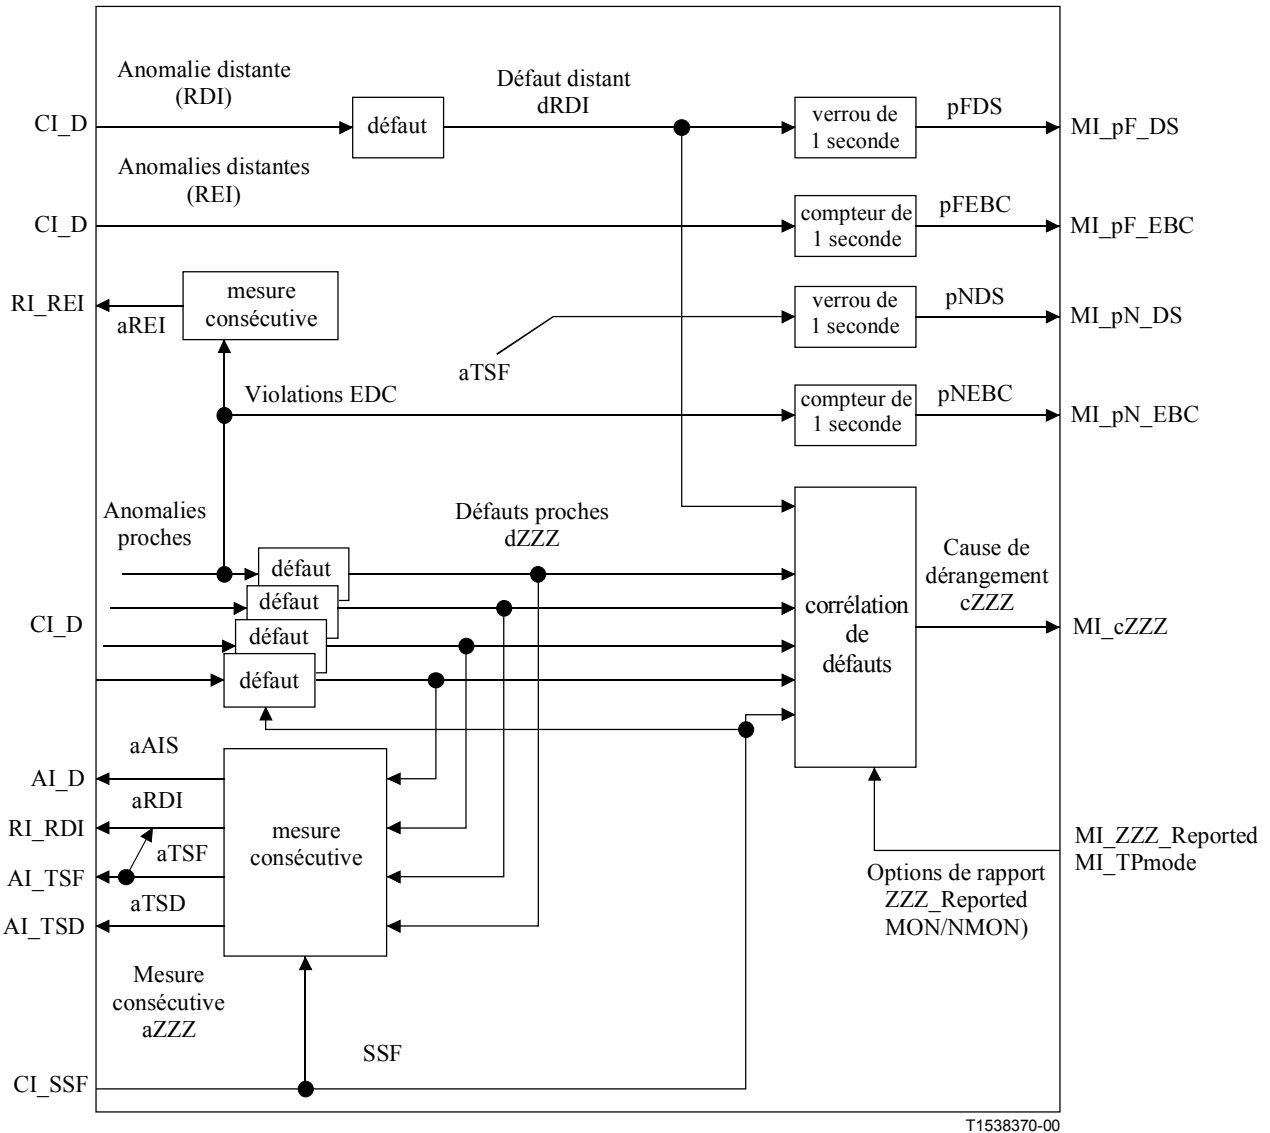 Anomalie distante
(RDI)
Défaut distant
dRDI
CI_D
défaut
verrou de
1 seconde
pFDS
MI_pF_DS
Anomalies distantes
(REI)
CI_D
compteur de
1 seconde
pFEBC
MI_pF_EBC
RI_REI
aREI
mesure
consécutive
aTSF
verrou de
1 seconde
pNDS
MI_pN_DS
Violations EDC
compteur de
1 seconde
pNEBC
MI_pN_EBC
Anomalies
proches
Défauts proches
dZZZ
défaut
défaut
défaut
défaut
CI_D
corrélation
de
défauts
Cause de
dérangement
cZZZ
MI_cZZZ
aAIS
AI_D
aRDI
RI_RDI
aTSF
AI_TSF
aTSD
AI_TSD
mesure
consécutive
MI_ZZZ_Reported
MI_TPmode
Options de rapport
ZZZ_Reported
MON/NMON)
Mesure
consécutive
aZZZ
SSF
CI_SSF
T1538370-00